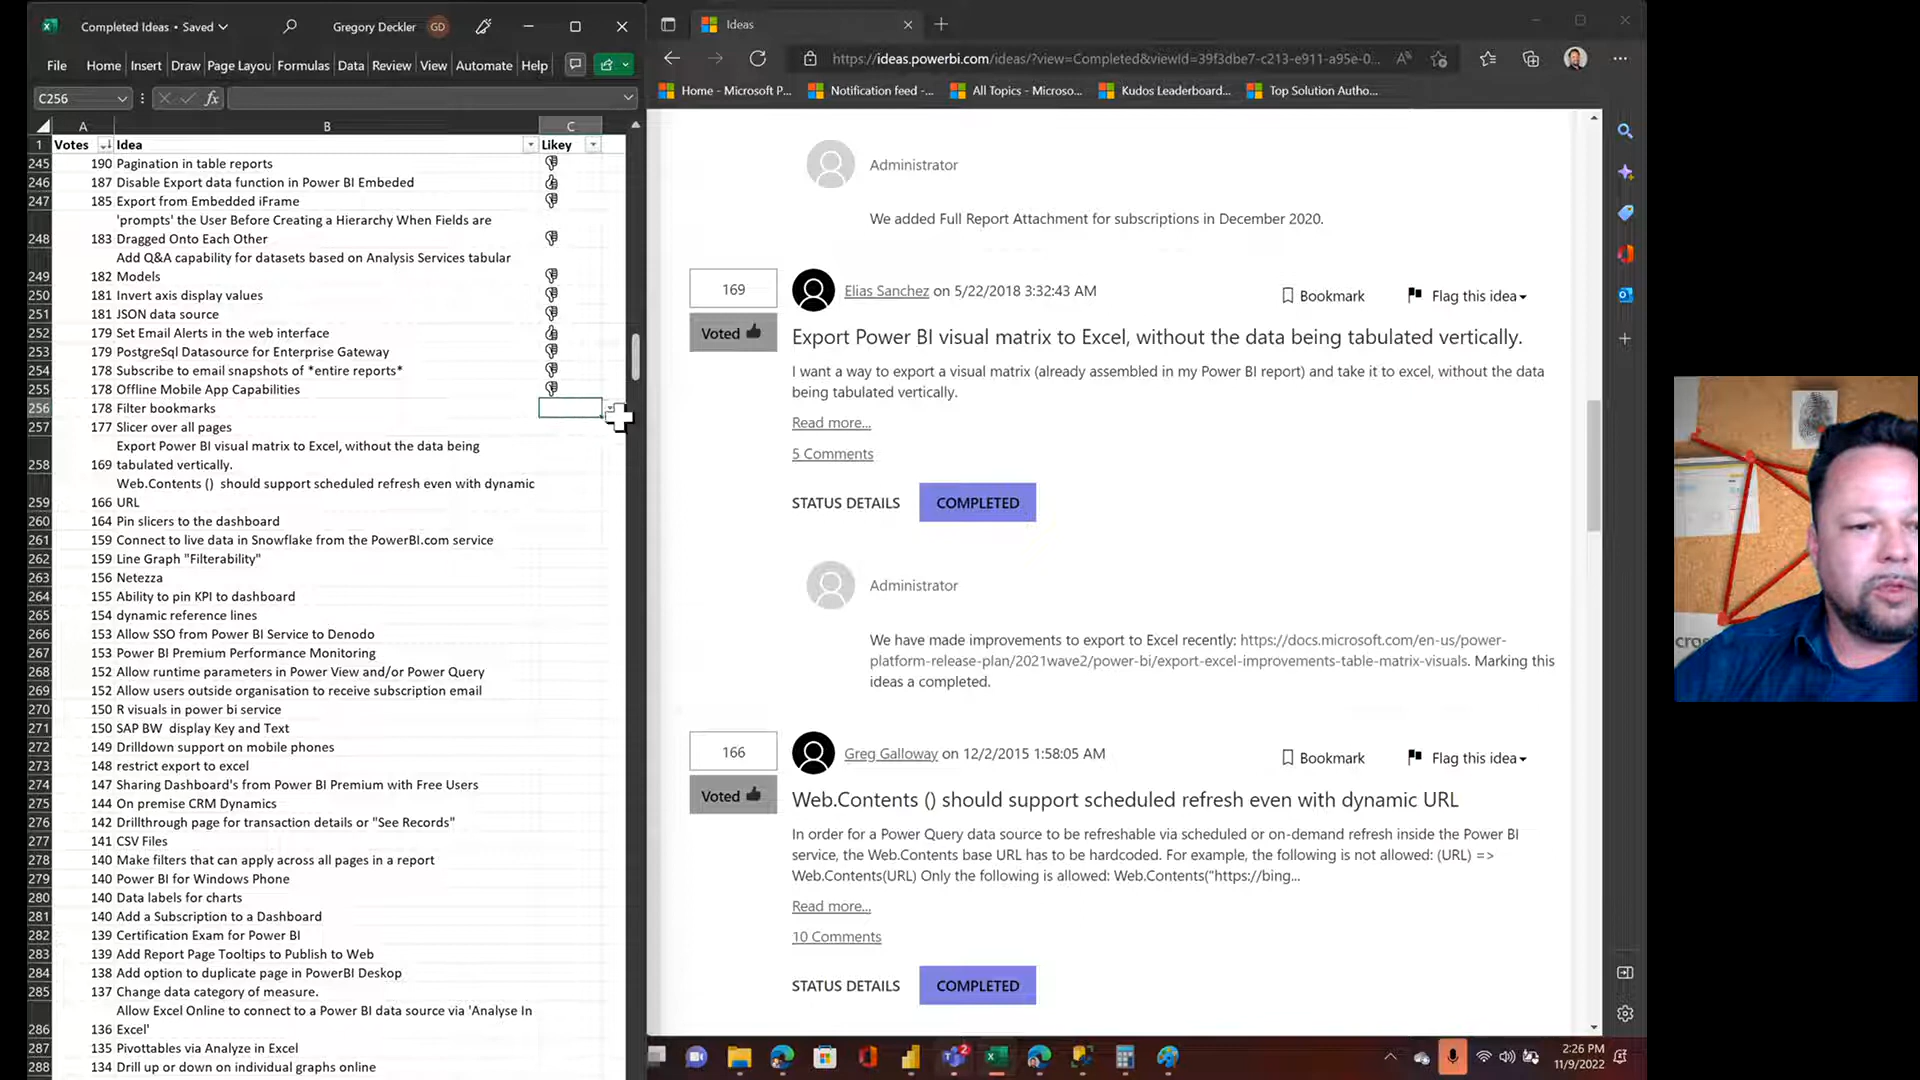 Completed Ideas • Saved
Gregory Deckler
GD
File
Home
Insert
Draw
Page Layou
Formulas
Data
Review
View
Automate
Help
C256
fx
A
B
C
1 Votes Idea Likey
245 190 Pagination in table reports
246 187 Disable Export data function in Power BI Embeded
247 185 Export from Embedded iFrame
'prompts' the User Before Creating a Hierarchy When Fields are
248 183 Dragged Onto Each Other
Add Q&A capability for datasets based on Analysis Services tabular
249 182 Models
250 181 Invert axis display values
251 181 JSON data source
252 179 Set Email Alerts in the web interface
253 179 PostgreSql Datasource for Enterprise Gateway
254 178 Subscribe to email snapshots of *entire reports*
255 178 Offline Mobile App Capabilities
256 178 Filter bookmarks
257 177 Slicer over all pages
Export Power BI visual matrix to Excel, without the data being
258 169 tabulated vertically.
Web.Contents () should support scheduled refresh even with dynamic
259 166 URL
260 164 Pin slicers to the dashboard
261 159 Connect to live data in Snowflake from the PowerBI.com service
262 159 Line Graph "Filterability"
263 156 Netezza
264 155 Ability to pin KPI to dashboard
265 154 dynamic reference lines
266 153 Allow SSO from Power BI Service to Denodo
267 153 Power BI Premium Performance Monitoring
268 152 Allow runtime parameters in Power View and/or Power Query
269 152 Allow users outside organisation to receive subscription email
270 150 R visuals in power bi service
271 150 SAP BW display Key and Text
272 149 Drilldown support on mobile phones
273 148 restrict export to excel
274 147 Sharing Dashboard's from Power BI Premium with Free Users
275 144 On premise CRM Dynamics
276 142 Drillthrough page for transaction details or "See Records"
277 141 CSV Files
278 140 Make filters that can apply across all pages in a report
279 140 Power BI for Windows Phone
280 140 Data labels for charts
281 140 Add a Subscription to a Dashboard
282 139 Certification Exam for Power BI
283 139 Add Report Page Tooltips to Publish to Web
284 138 Add option to duplicate page in PowerBI Deskop
285 137 Change data category of measure.
Allow Excel Online to connect to a Power BI data source via 'Analyse In
286 136 Excel'
287 135 Pivottables via Analyze in Excel
288 134 Drill up or down on individual graphs online
Ideas
https://ideas.powerbi.com/ideas/?view=Completed&viewId=39f3dbe7-c213-e911-a95e-0...
Home - Microsoft P...
Notification feed -...
All Topics - Microso...
Kudos Leaderboard...
Top Solution Autho...
Administrator
We added Full Report Attachment for subscriptions in December 2020.
169
Voted
Elias Sanchez on 5/22/2018 3:32:43 AM
Bookmark
Flag this idea
Export Power BI visual matrix to Excel, without the data being tabulated vertically.
I want a way to export a visual matrix (already assembled in my Power BI report) and take it to excel, without the data
being tabulated vertically.
Read more...
5 Comments
STATUS DETAILS COMPLETED
Administrator
We have made improvements to export to Excel recently: https://docs.microsoft.com/en-us/power-
platform-release-plan/2021wave2/power-bi/export-excel-improvements-table-matrix-visuals. Marking this
ideas a completed.
166
Voted
Greg Galloway on 12/2/2015 1:58:05 AM
Bookmark
Flag this idea
Web.Contents () should support scheduled refresh even with dynamic URL
In order for a Power Query data source to be refreshable via scheduled or on-demand refresh inside the Power BI
service, the Web.Contents base URL has to be hardcoded. For example, the following is not allowed: (URL) =>
Web.Contents(URL) Only the following is allowed: Web.Contents("https://bing...
Read more...
10 Comments
STATUS DETAILS COMPLETED
2:26 PM
11/9/2022